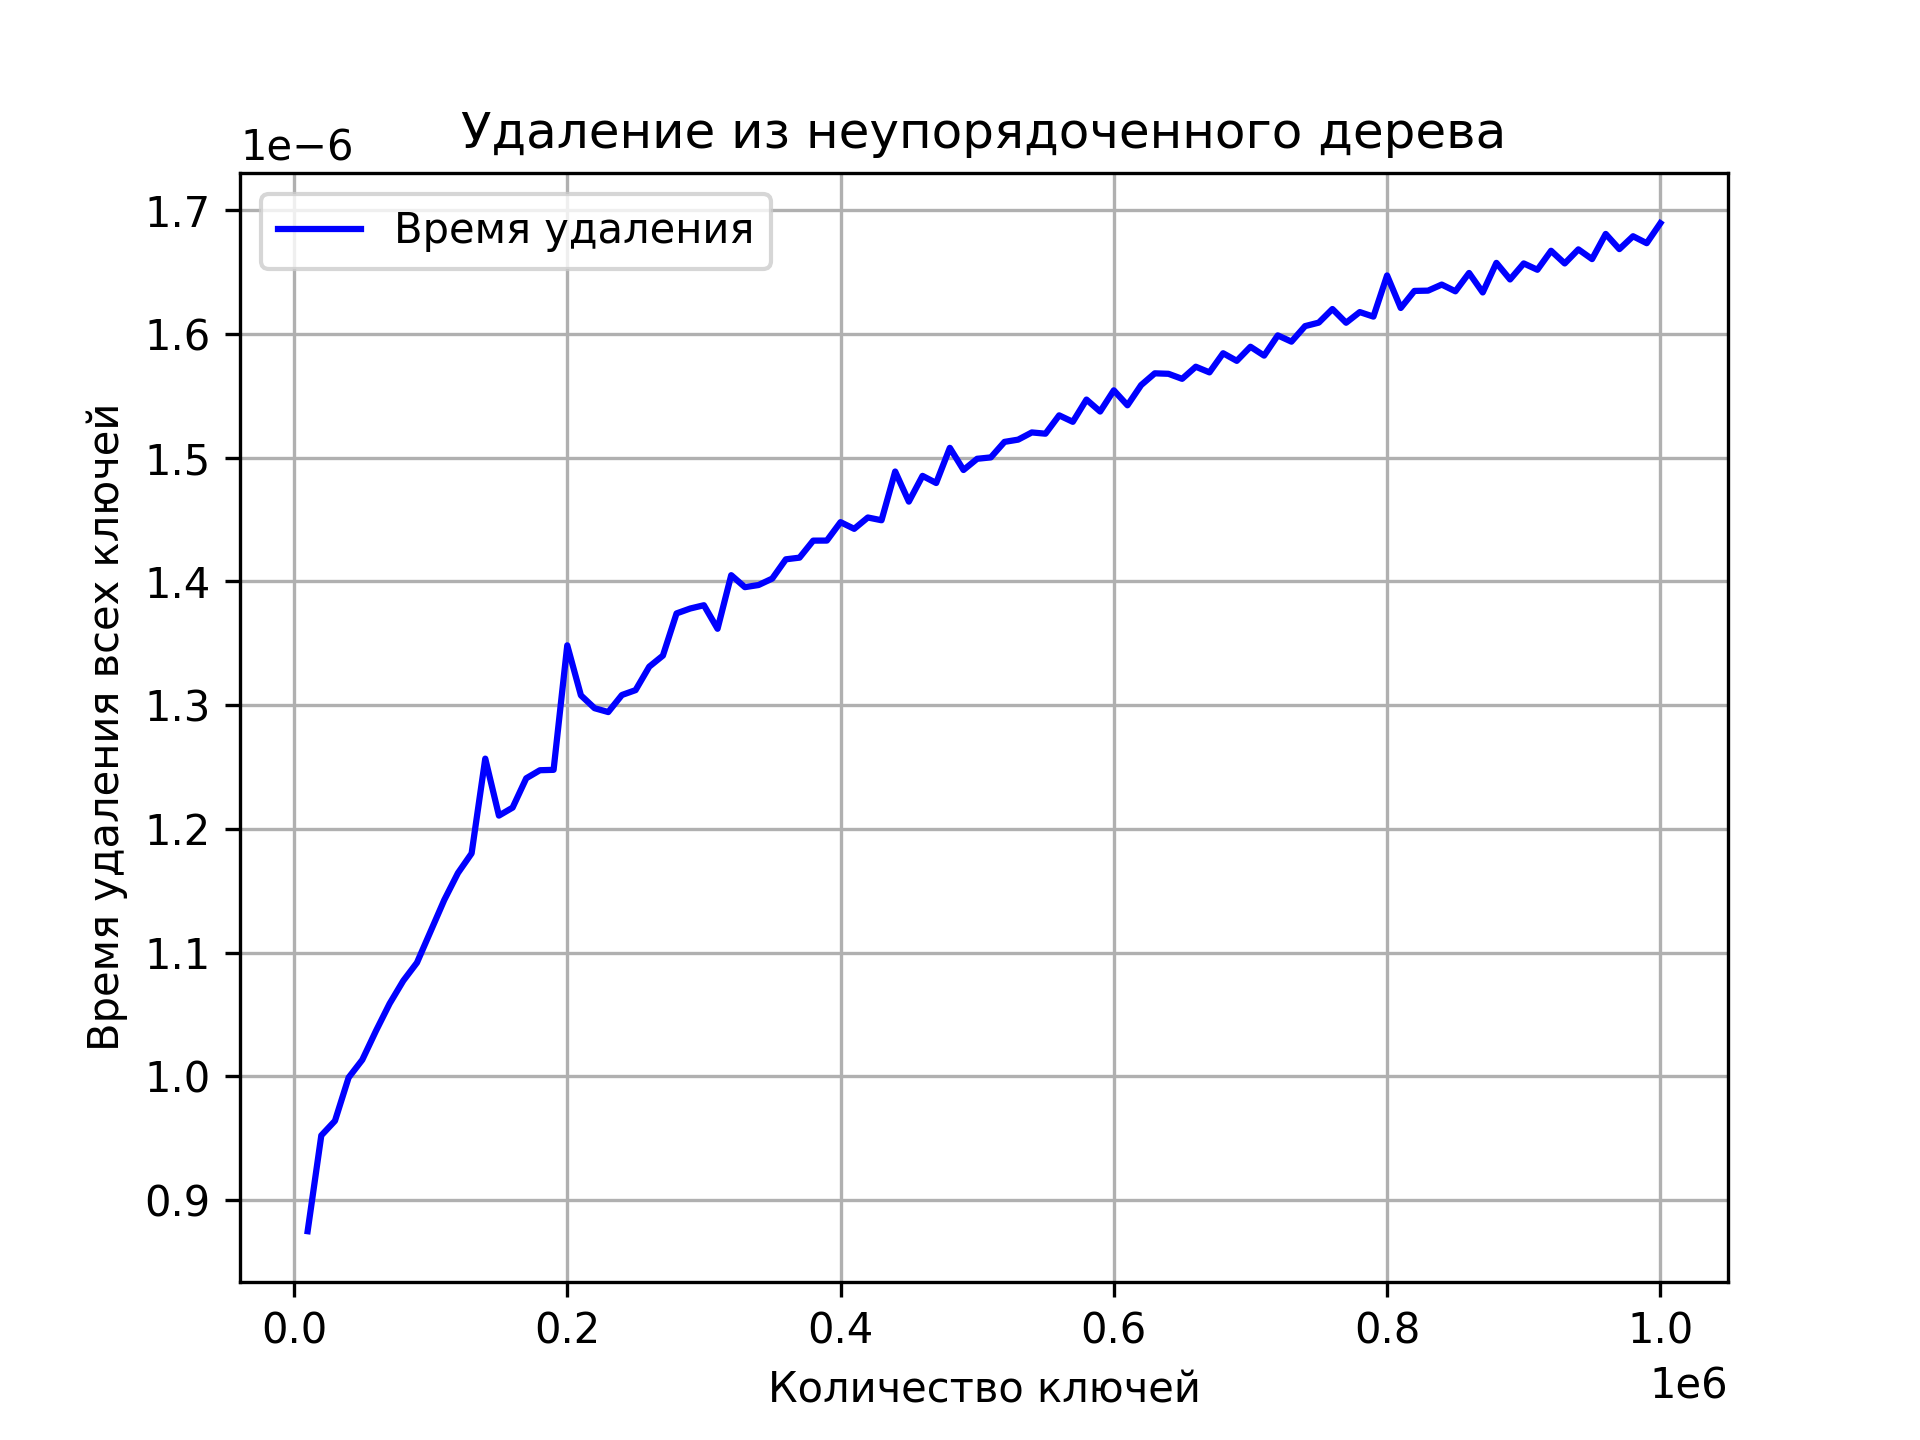 Удаление из неупорядоченного дерева
1e−6
Время удаления
1.7
1.6
1.5
1.4
1.3
1.2
1.1
1.0
0.9
Время удаления всех ключей
0.0 0.2 0.4 0.6 0.8 1.0
1e6
Количество ключей